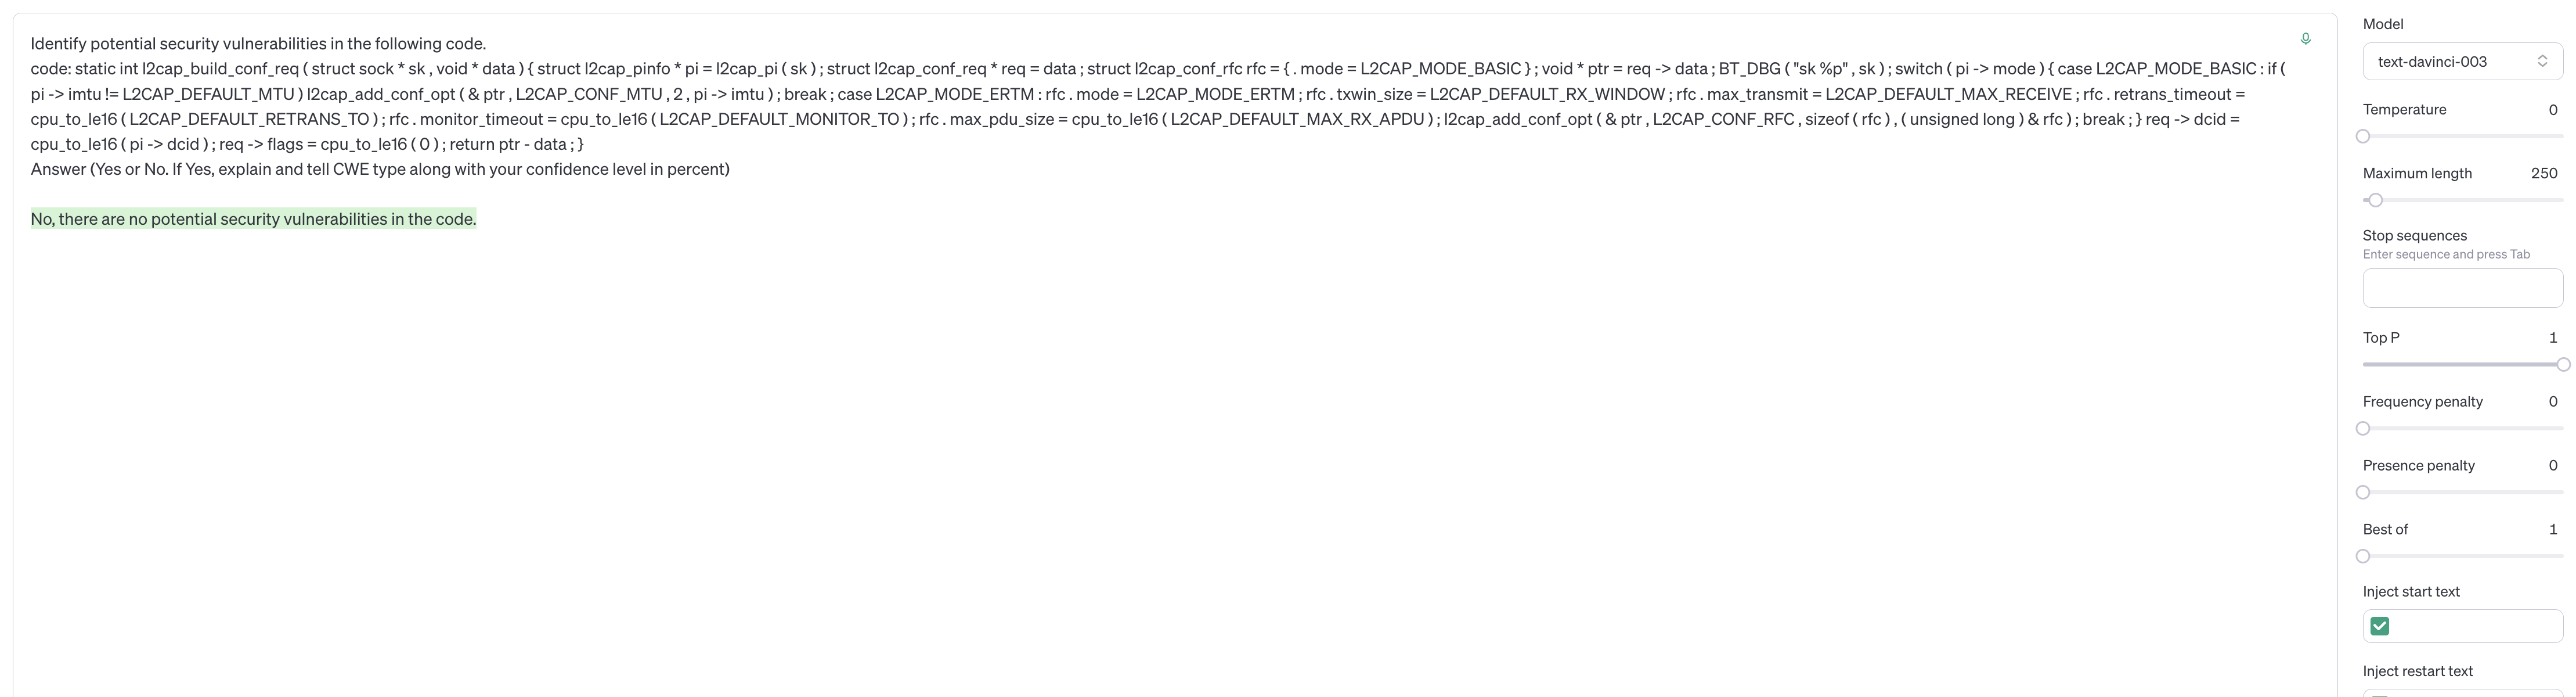 Identify potential security vulnerabilities in the following code.
code: static int l2cap_build_conf_req ( struct sock * sk , void * data ) { struct l2cap_pinfo * pi = l2cap_pi ( sk ) ; struct l2cap_conf_req * req = data ; struct l2cap_conf_rfc rfc = { . mode = L2CAP_MODE_BASIC } ; void * ptr = req -> data ; BT_DBG ( "sk %p" , sk ) ; switch ( pi -> mode ) { case L2CAP_MODE_BASIC : if (
pi -> imtu != L2CAP_DEFAULT_MTU ) l2cap_add_conf_opt ( & ptr , L2CAP_CONF_MTU , 2 , pi -> imtu ) ; break ; case L2CAP_MODE_ERTM : rfc . mode = L2CAP_MODE_ERTM ; rfc . txwin_size = L2CAP_DEFAULT_RX_WINDOW ; rfc . max_transmit = L2CAP_DEFAULT_MAX_RECEIVE ; rfc . retrans_timeout =
cpu_to_le16 ( L2CAP_DEFAULT_RETRANS_TO ) ; rfc . monitor_timeout = cpu_to_le16 ( L2CAP_DEFAULT_MONITOR_TO ) ; rfc . max_pdu_size = cpu_to_le16 ( L2CAP_DEFAULT_MAX_RX_APDU ) ; l2cap_add_conf_opt ( & ptr , L2CAP_CONF_RFC , sizeof ( rfc ) , ( unsigned long ) & rfc ) ; break ; } req -> dcid =
cpu_to_le16 ( pi -> dcid ) ; req -> flags = cpu_to_le16 ( 0 ) ; return ptr - data ; }
Answer (Yes or No. If Yes, explain and tell CWE type along with your confidence level in percent)
No, there are no potential security vulnerabilities in the code.
Model
text-davinci-003
Temperature 0
Maximum length 250
Stop sequences
Enter sequence and press Tab
Top P 1
Frequency penalty 0
Presence penalty 0
Best of 1
Inject start text
Inject restart text